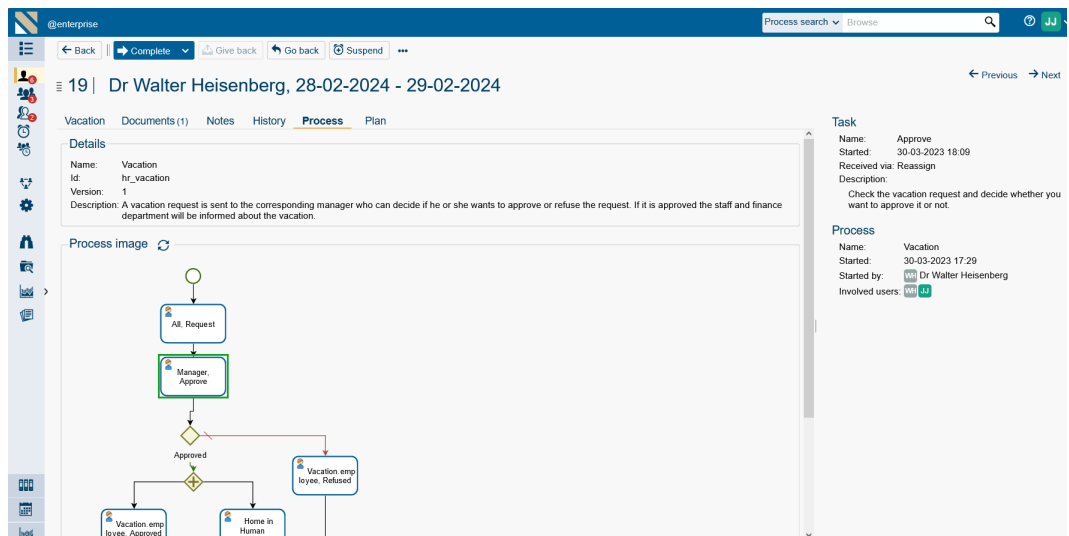 @enterprise
Process search
Browse
JJ
Back
Complete
Give back
Go back
Suspend
6
3
2
19 | Dr Walter Heisenberg, 28-02-2024 - 29-02-2024
Previous
Next
Vacation
Documents (1)
Notes
History
Process
Plan
Details
Name: Vacation
Id: hr_vacation
Version: 1
Description: A vacation request is sent to the corresponding manager who can decide if he or she wants to approve or refuse the request. If it is approved the staff and finance
department will be informed about the vacation.
Process image
All, Request
Manager,
Approve
Approved
Vacation.emp
loyee, Refused
Vacation.emp
loyee, Approved
Home in
Human
Task
Name: Approve
Started: 30-03-2023 18:09
Received via: Reassign
Description:
Check the vacation request and decide whether you
want to approve it or not.
Process
Name: Vacation
Started: 30-03-2023 17:29
Started by: WH Dr Walter Heisenberg
Involved users: WH JJ